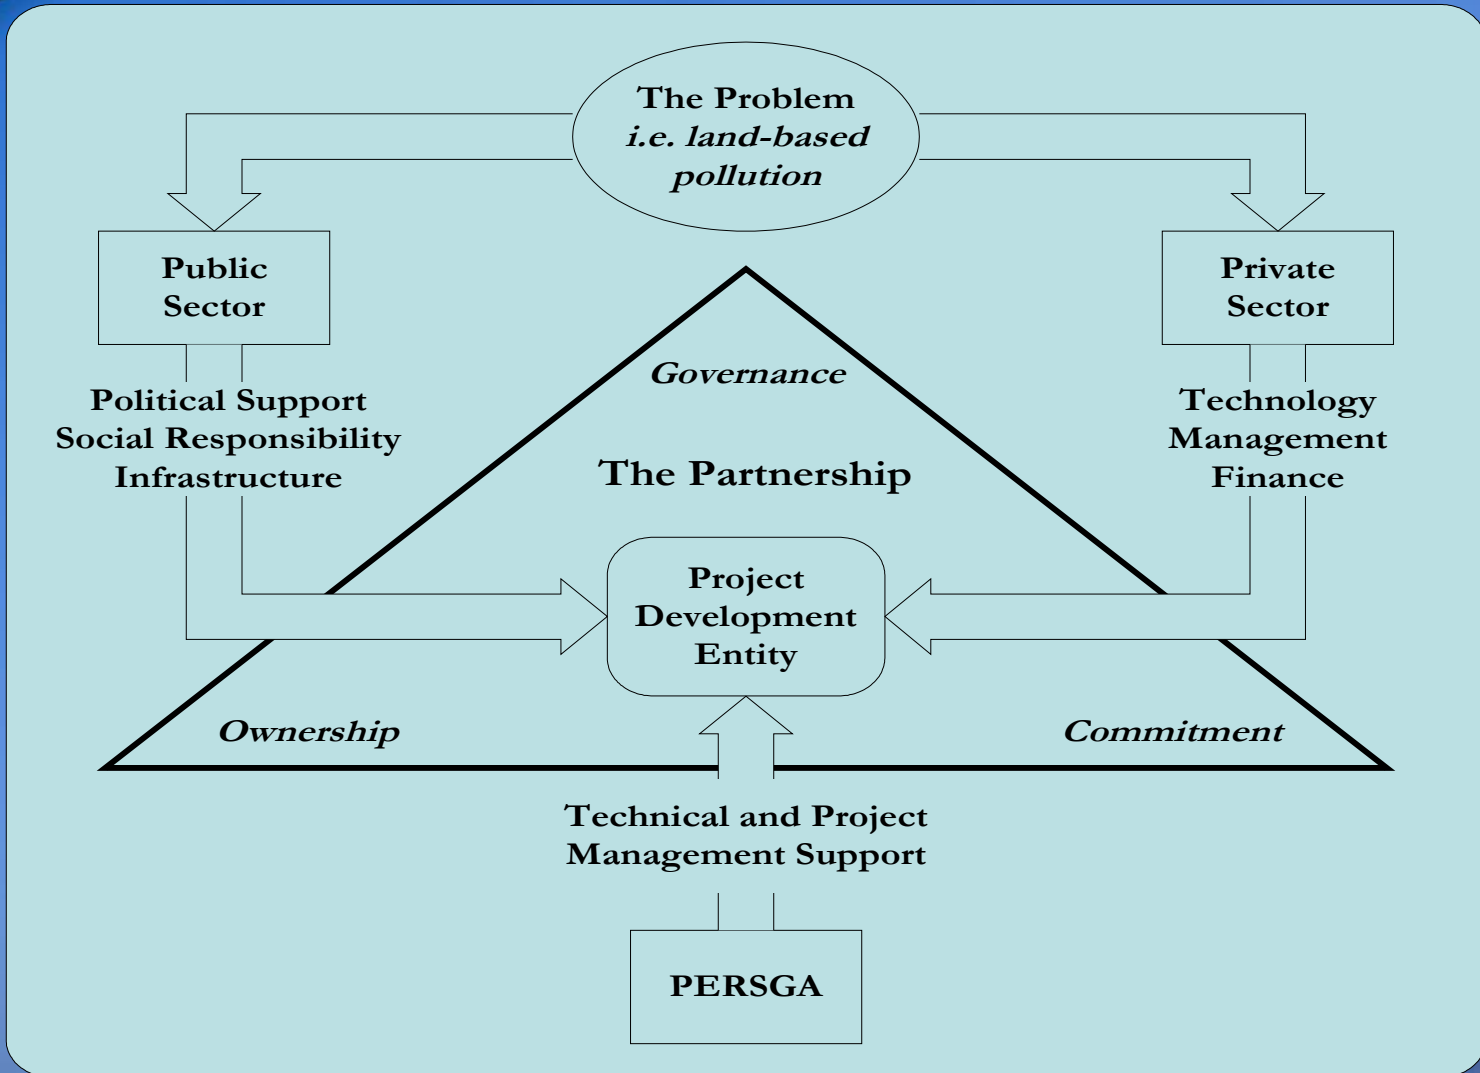 The Problem
i.e. land-based
pollution
Public
Sector
Private
Sector
Governance
Political Support
Social Responsibility
Infrastructure
Technology
Management
Finance
The Partnership
Project
Development
Entity
Ownership
Commitment
Technical and Project
Management Support
PERSGA